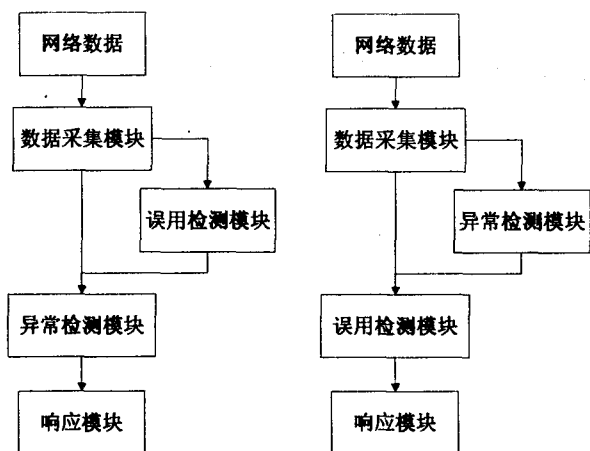 网络数据
数据采集模块
误用检测模块
异常检测模块
响应模块
网络数据
数据采集模块
异常检测模块
误用检测模块
响应模块